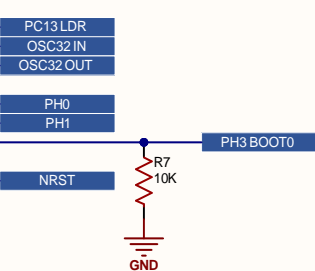 PC13 LDR
OSC32 IN
OSC32 OUT
PH0
PH1
PH3 BOOT0
R7
10K
NRST
GND